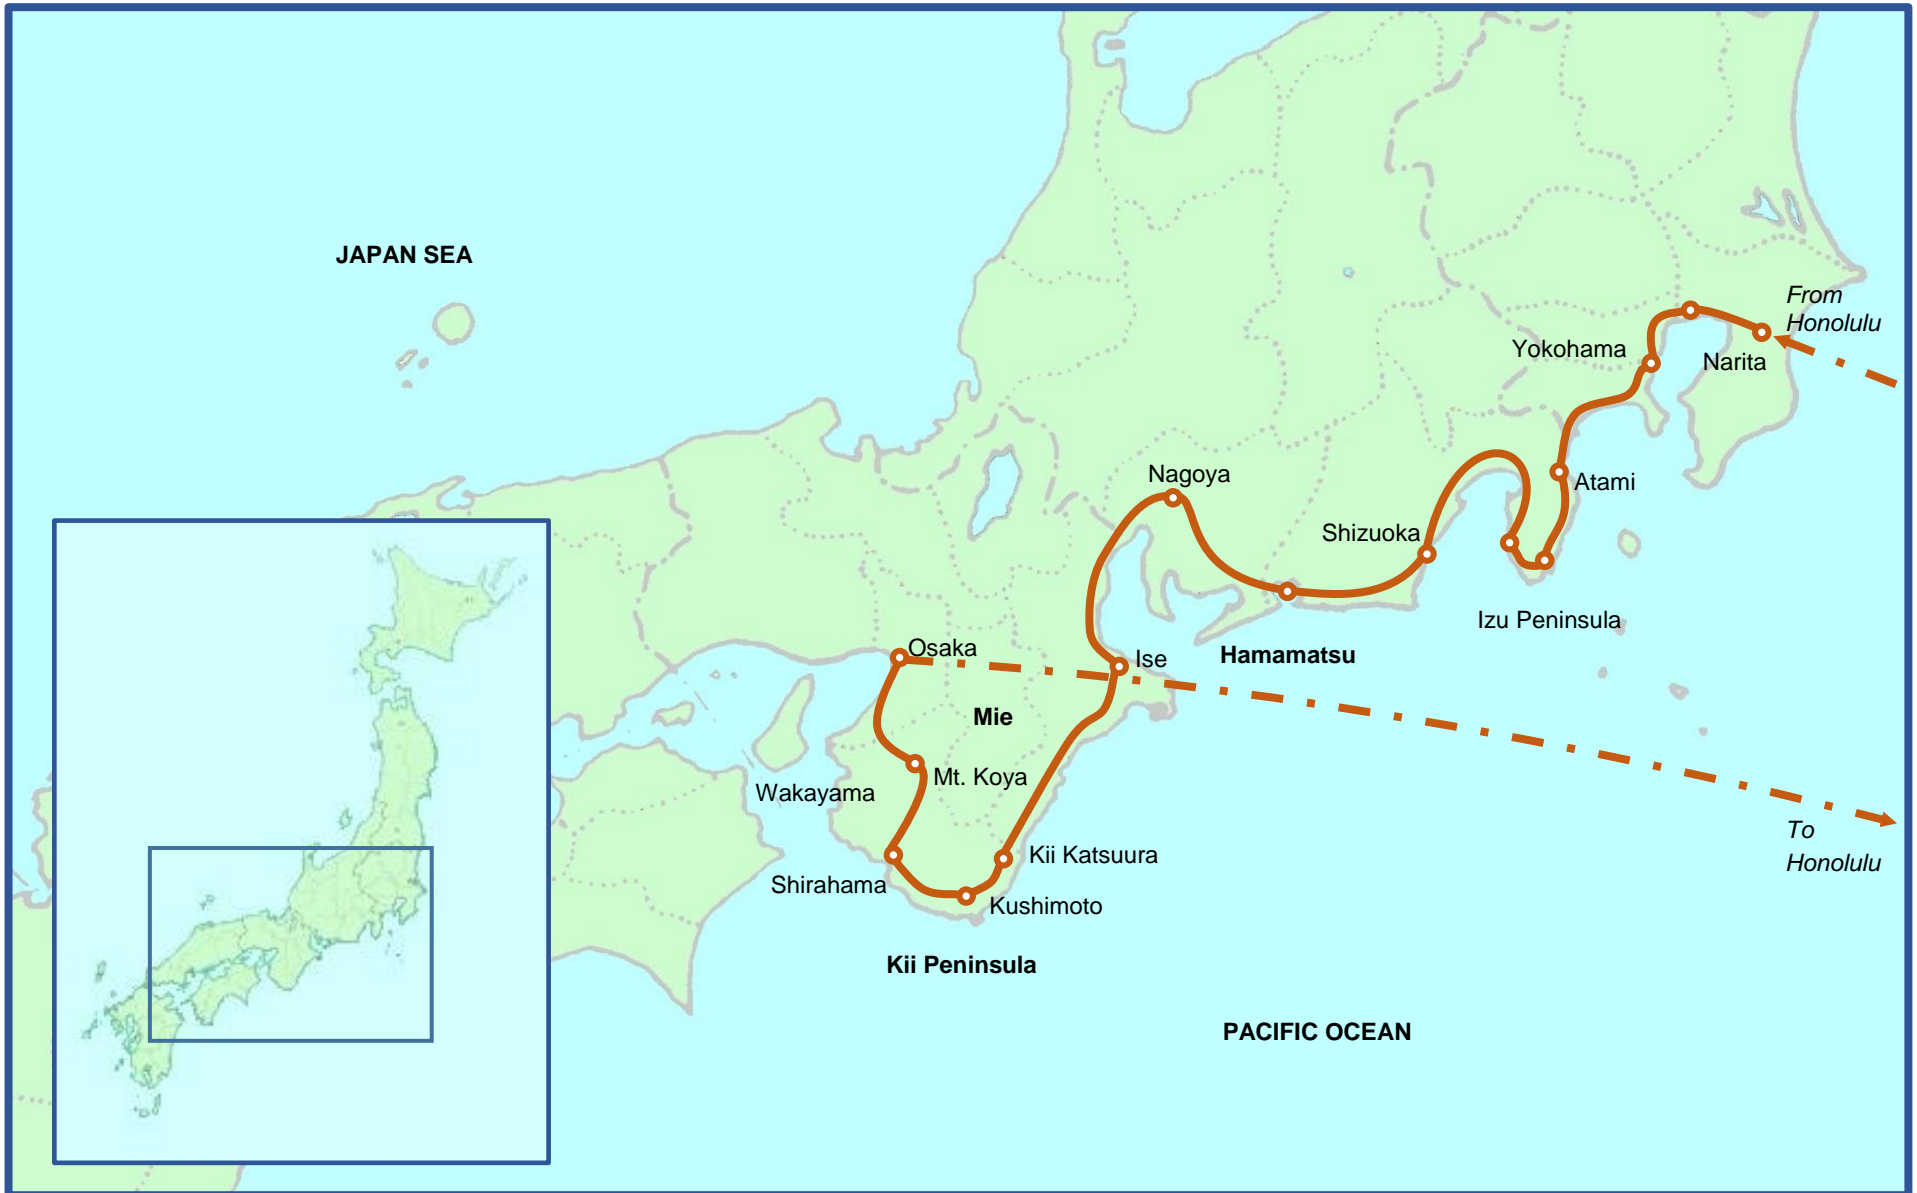 JAPAN SEA
From
Honolulu
Yokohama
Narita
Nagoya
Atami
Shizuoka
Izu Peninsula
Osaka
Ise
Hamamatsu
Mie
Mt. Koya
Wakayama
To
Honolulu
Kii Katsuura
Shirahama
Kushimoto
Kii Peninsula
PACIFIC OCEAN